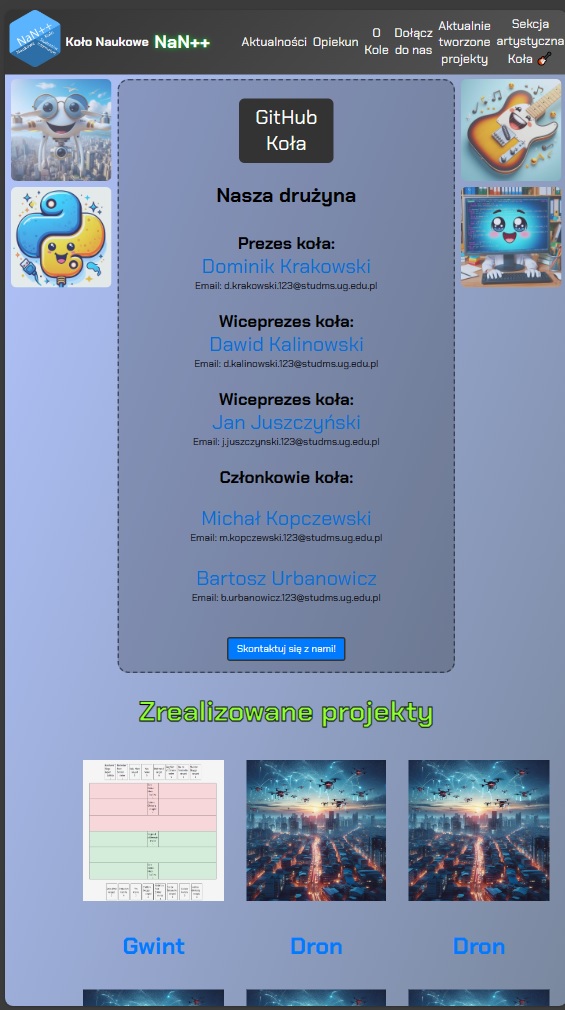 NaN++
Koło Naukowe NaN++
Aktualności
Opiekun
O
Kole
Dołącz
do nas
Aktualnie
tworzone
projekty
Sekcja
artystyczna
Koła
GitHub
Koła
Nasza drużyna
Prezes koła:
Dominik Krakowski
Email: d.krakowski.123@studms.ug.edu.pl
Wiceprezes koła:
Dawid Kalinowski
Email: d.kalinowski.123@studms.ug.edu.pl
Wiceprezes koła:
Jan Juszczyński
Email: j.juszczynski.123@studms.ug.edu.pl
Członkowie koła:
Michał Kopczewski
Email: m.kopczewski.123@studms.ug.edu.pl
Bartosz Urbanowicz
Email: b.urbanowicz.123@studms.ug.edu.pl
Skontaktuj się z nami!
Zrealizowane projekty
Gwint
Dron
Dron